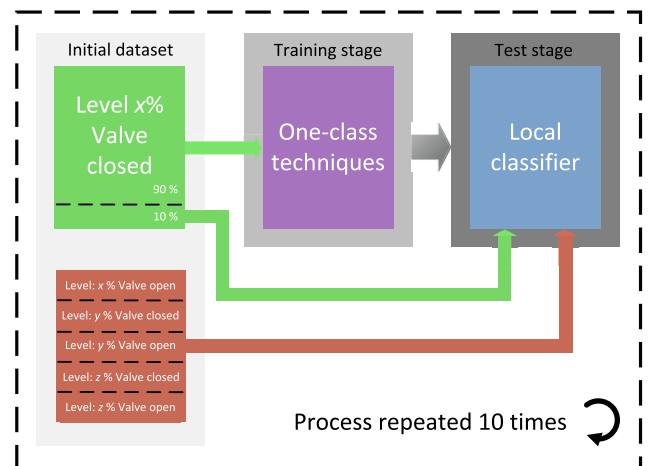 Initial dataset
Training stage
Test stage
Level x%
Valve
closed
90 %
10 %
One-class
techniques
Local
classifier
Level: x % Valve open
Level: y % Valve closed
Level: y % Valve open
Level: z % Valve closed
Level: z % Valve open
Process repeated 10 times